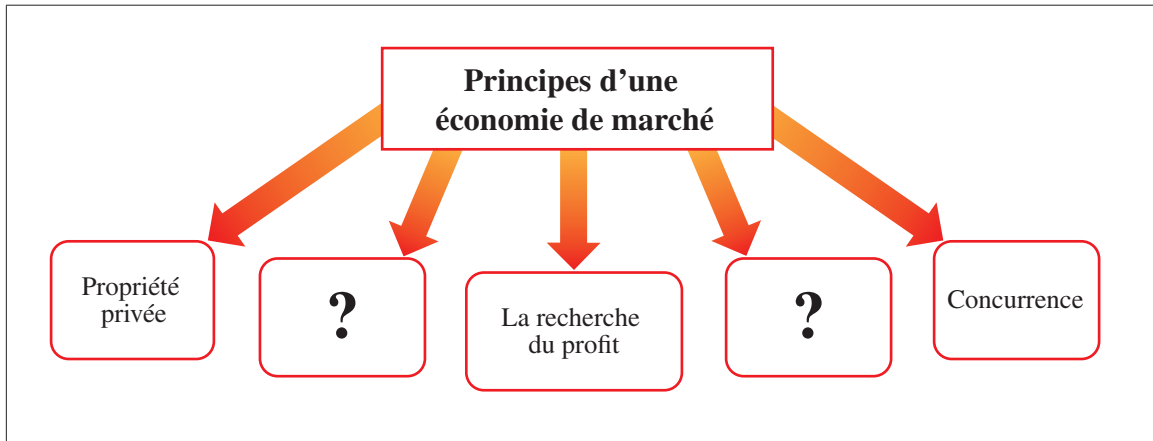 Principes d’une
économie de marché
Propriété
privée
?
La recherche
du profit
?
Concurrence